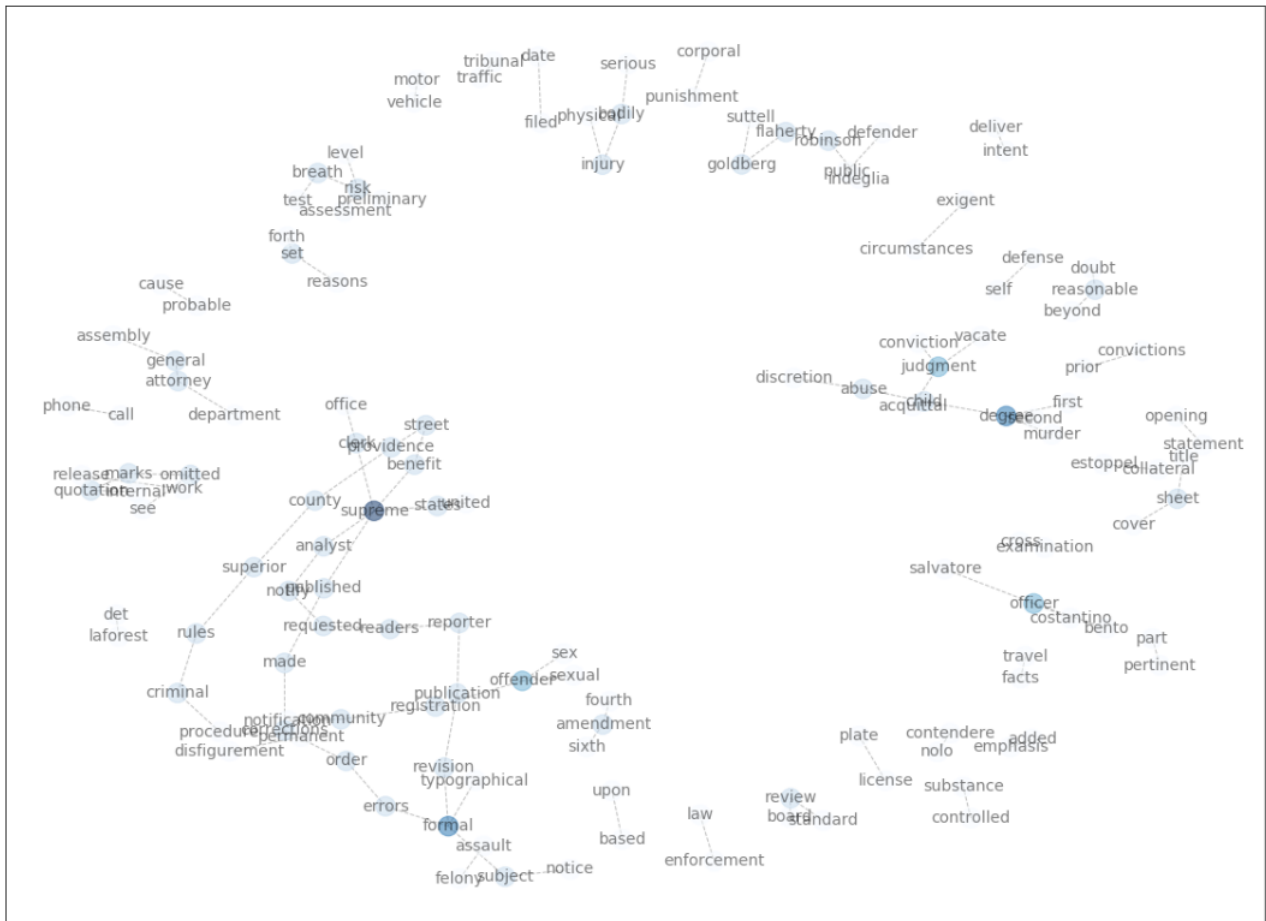 corporal
date
tribunal
serious
traffic
motor
punishment
vehicle
physical
bodily
suttell
filed
flaherty
defender
deliver
robinson
intent
level
injury
goldberg
breath
public
indeglia
risk
test
preliminary
exigent
assessment
forth
circumstances
set
defense
doubt
reasons
cause
self
reasonable
probable
beyond
assembly
vacate
conviction
convictions
general
judgment
prior
attorney
discretion
abuse
phone
call
department
office
child
acquittal
first
degree
second
opening
street
murder
clerk
providence
statement
benefit
title
estoppel
collateral
release
marks
omitted
quotation
internal
work
see
county
states
united
sheet
supreme
cover
analyst
cross
examination
superior
salvatore
notify
published
officer
det
costantino
laforest
rules
requested
readers
reporter
bento
part
made
sex
travel
pertinent
offender
sexual
facts
criminal
publication
registration
fourth
notification
community
amendment
procedure
corrections
permanent
disfigurement
sixth
plate
contendere
added
nolo
emphasis
order
revision
typographical
license
substance
upon
review
errors
law
board
standard
controlled
formal
based
assault
enforcement
felony
subject
notice